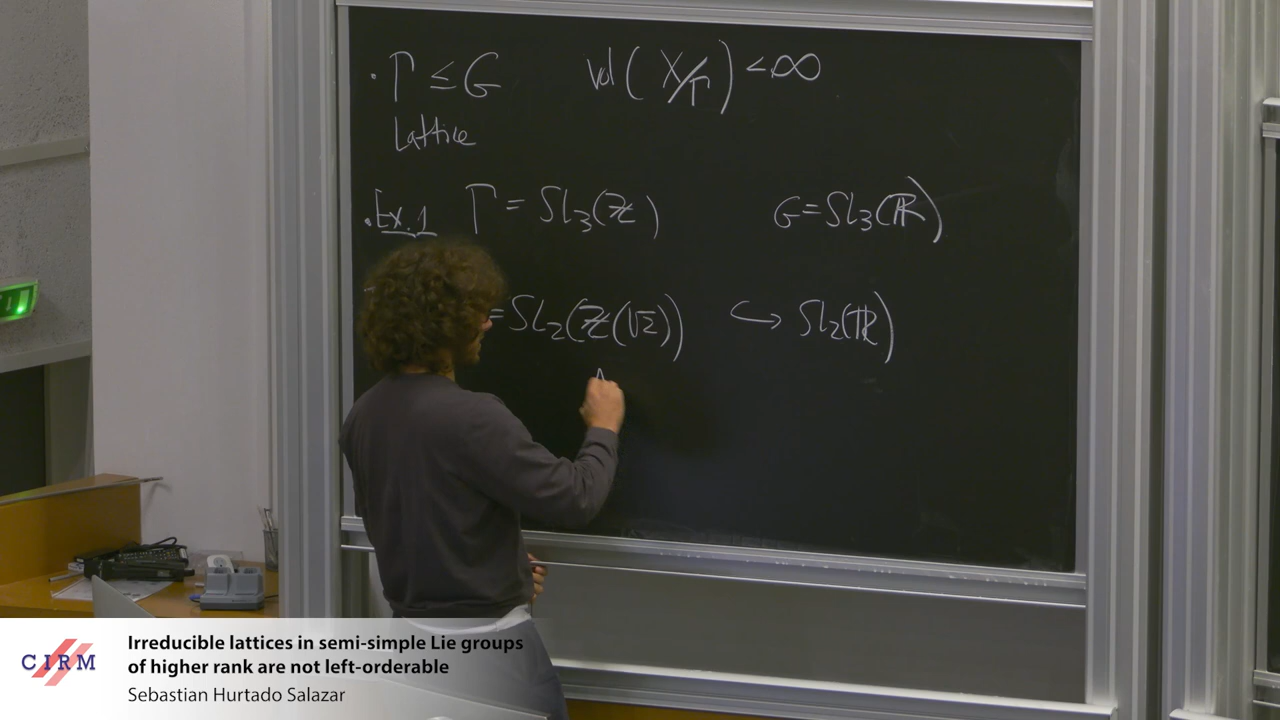 · Γ ≤ G vol( X/Γ ) < ∞
Lattice
· Ex. 1 Γ = SL₃(ℤ) G = SL₃(ℝ)
= SL₂(ℤ(√2)) ↪ SL₂(ℝ)
CIRM
Irreducible lattices in semi-simple Lie groups
of higher rank are not left-orderable
Sebastian Hurtado Salazar